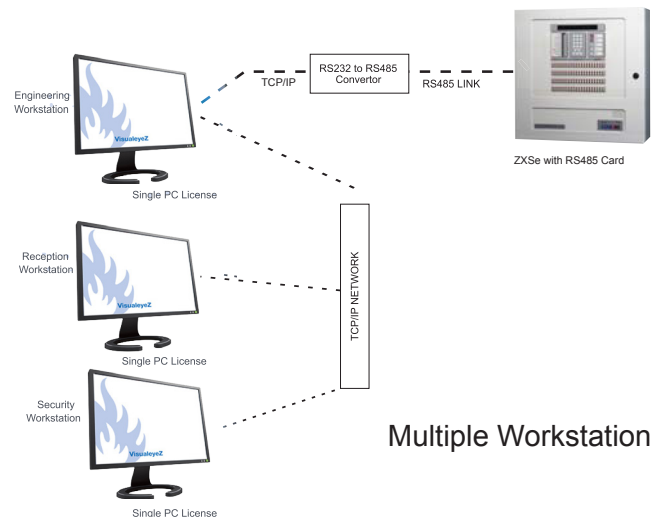 RS232 to RS485
Convertor
TCP/IP
RS485 LINK
Engineering
Workstation
VisualeyeZ
Single PC License
ZXSe with RS485 Card
Reception
Workstation
VisualeyeZ
Single PC License
TCP/IP NETWORK
Security
Workstation
VisualeyeZ
Single PC License
Multiple Workstation